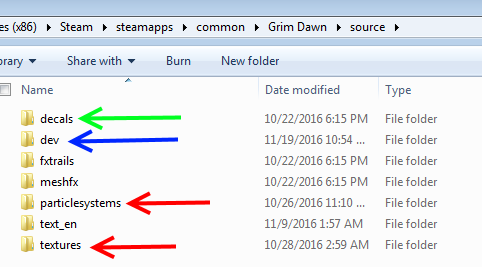 es (x86) ▸ Steam ▸ steamapps ▸ common ▸ Grim Dawn ▸ source ▸
brary ▼ Share with ▼ Burn New folder
Name Date modified Type
decals 10/22/2016 6:15 PM File folder
dev 11/19/2016 10:54 ... File folder
fxtrails 10/22/2016 6:15 PM File folder
meshfx 10/22/2016 6:15 PM File folder
particlesystems 10/26/2016 11:10 ... File folder
text_en 11/9/2016 1:57 AM File folder
textures 10/28/2016 2:59 AM File folder